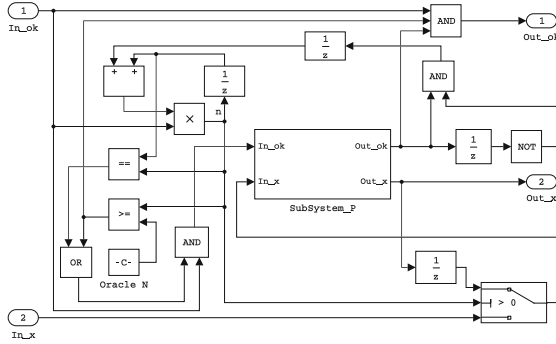 1
In_ok
AND
1
Out_ok
1
z
+ +
1
z
AND
n
×
In_ok
Out_ok
1
z
NOT
==
In_x
Out_x
2
Out_x
SubSystem_P
>=
AND
OR
-C-
Oracle N
1
z
> 0
2
In_x